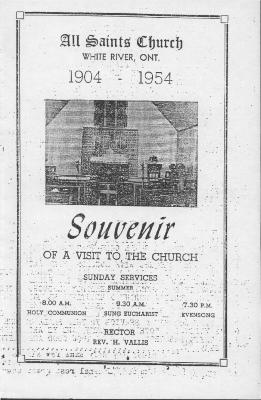 All Saints Church
WHITE RIVER, ONT.
1904 - 1954
Souvenir
OF A VISIT TO THE CHURCH
SUNDAY SERVICES
SUMMER
8.00 A.M. 9.30 A.M. 7.30 P.M.
HOLY COMMUNION SUNG EUCHARIST EVENSONG
RECTOR
REV. H. VALLIS